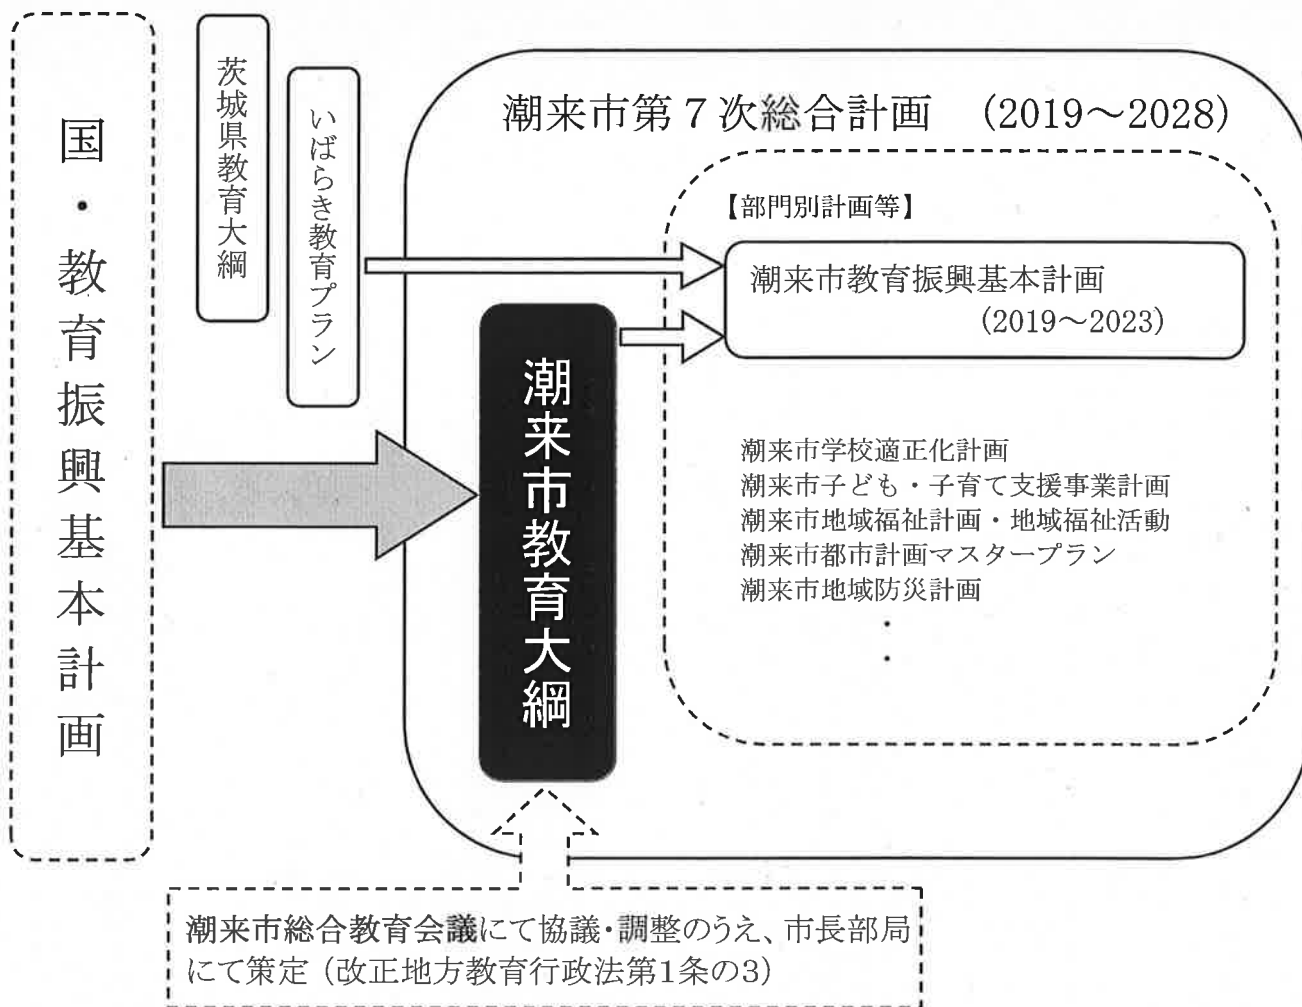 国・教育振興基本計画
茨城県教育大綱
いばらき教育プラン
潮来市第7次総合計画 (2019～2028)
【部門別計画等】
潮来市教育振興基本計画
(2019～2023)
潮来市教育大綱
潮来市学校適正化計画
潮来市子ども・子育て支援事業計画
潮来市地域福祉計画・地域福祉活動
潮来市都市計画マスタープラン
潮来市地域防災計画
・
・
潮来市総合教育会議にて協議・調整のうえ、市長部局
にて策定 (改正地方教育行政法第1条の3)